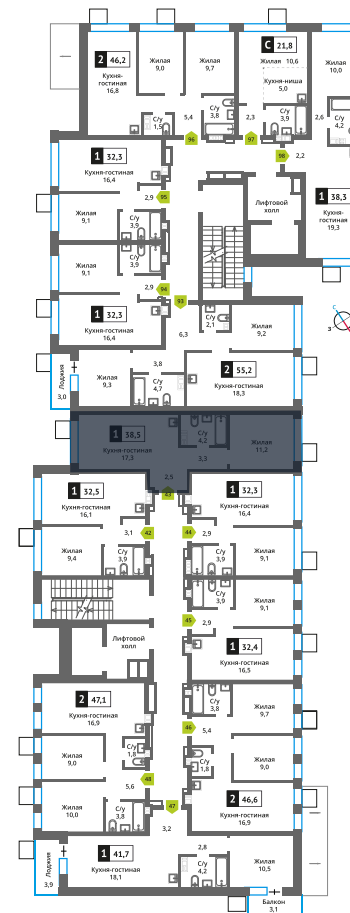 2 46,2
Кухня-
гостиная
16,8
Жилая
9,0
Жилая
9,7
С/у
1,5
5,4
С/у
3,8
96
С 21,8
Жилая 10,6
Кухня-ниша
5,0
2,3
С/у
3,9
97
Жилая
10,0
2,6
С/у
4,2
98
2,2
1 32,3
Кухня-гостиная
16,4
2,9
95
Жилая
9,1
С/у
3,9
Лифтовой
холл
1 38,3
Кухня-
гостиная
19,3
Жилая
9,1
С/у
3,9
2,9
94
93
1 32,3
Кухня-гостиная
16,4
6,3
С/у
2,1
Жилая
9,2
З
Лоджия
3,0
Жилая
9,3
3,8
С/у
4,7
2 55,2
Кухня-гостиная
18,3
1 38,5
Кухня-гостиная
17,3
С/у
4,2
3,3
Жилая
11,2
2,5
43
1 32,5
Кухня-гостиная
16,1
1 32,3
Кухня-гостиная
16,4
3,1
42
44
2,9
Жилая
9,4
С/у
3,9
С/у
3,9
Жилая
9,1
С/у
3,9
Жилая
9,1
45
2,9
Лифтовой
холл
1 32,4
Кухня-гостиная
16,5
2 47,1
Кухня-гостиная
16,9
С/у
3,8
Жилая
9,7
46
5,4
Жилая
9,0
С/у
1,8
С/у
1,8
Жилая
9,0
5,6
48
Жилая
10,0
С/у
3,8
47
2 46,6
Кухня-гостиная
16,9
3,2
1 41,7
Кухня-гостиная
18,1
2,8
С/у
4,2
Жилая
10,5
Лоджия
3,9
Балкон
3,1